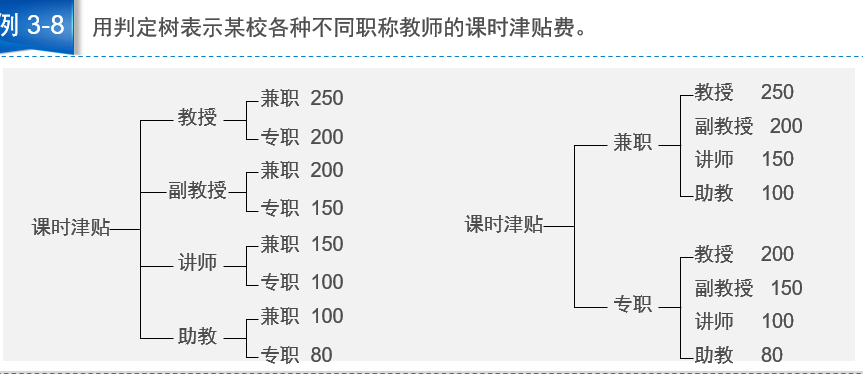 例 3-8 用判定树表示某校各种不同职称教师的课时津贴费。
课时津贴
教授
兼职 250
专职 200
副教授
兼职 200
专职 150
讲师
兼职 150
专职 100
助教
兼职 100
专职 80
课时津贴
兼职
教授 250
副教授 200
讲师 150
助教 100
专职
教授 200
副教授 150
讲师 100
助教 80